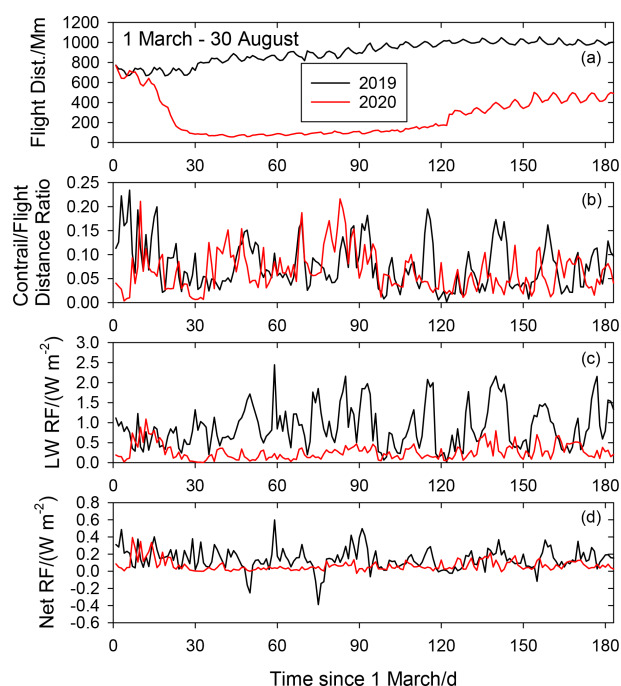 1200
1000
800
600
400
200
0
Flight Dist./Mm
1 March - 30 August
(a)
2019
2020
0 30 60 90 120 150 180
0.25
0.20
0.15
0.10
0.05
0.00
Contrail/Flight
Distance Ratio
(b)
0 30 60 90 120 150 180
3.0
2.5
2.0
1.5
1.0
0.5
0.0
LW RF/(W m-2)
(c)
0 30 60 90 120 150 180
0.8
0.6
0.4
0.2
0.0
-0.2
-0.4
-0.6
Net RF/(W m-2)
(d)
0 30 60 90 120 150 180
Time since 1 March/d